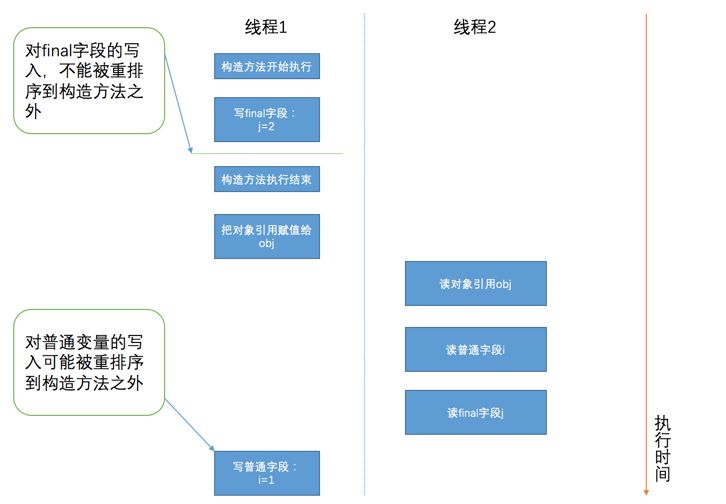 线程1
线程2
对final字段的写
入，不能被重排
序到构造方法之
外
构造方法开始执行
写final字段：
j=2
构造方法执行结束
把对象引用赋值给
obj
读对象引用obj
读普通字段i
读final字段j
对普通变量的写
入可能被重排序
到构造方法之外
写普通字段：
i=1
执行时间